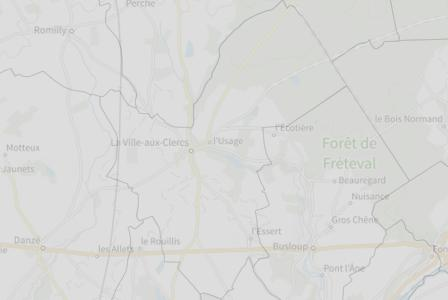 Perche
Romilly
le Bois Normand
l'Ecotière
La Ville-aux-Clercs
l'Usage
Forêt de
Fréteval
Motteux
Jaunets
Beauregard
Nuisance
Gros Chêne
l'Essert
Danzé
le Rouillis
les Allets
Busloup
Pont l'Âne